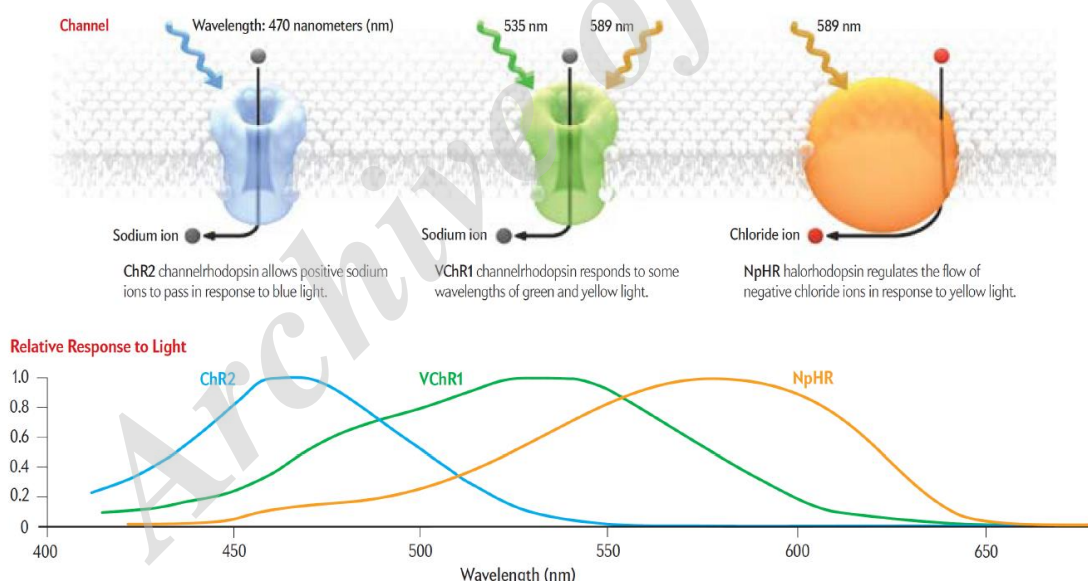 Channel
Wavelength: 470 nanometers (nm)
535 nm
589 nm
589 nm
Sodium ion
Sodium ion
Chloride ion
ChR2 channelrhodopsin allows positive sodium
ions to pass in response to blue light.
VChR1 channelrhodopsin responds to some
wavelengths of green and yellow light.
NpHR halorhodopsin regulates the flow of
negative chloride ions in response to yellow light.
Relative Response to Light
ChR2
VChR1
NpHR
1.0
0.8
0.6
0.4
0.2
0
400
450
500
550
600
650
Wavelength (nm)
Archive of